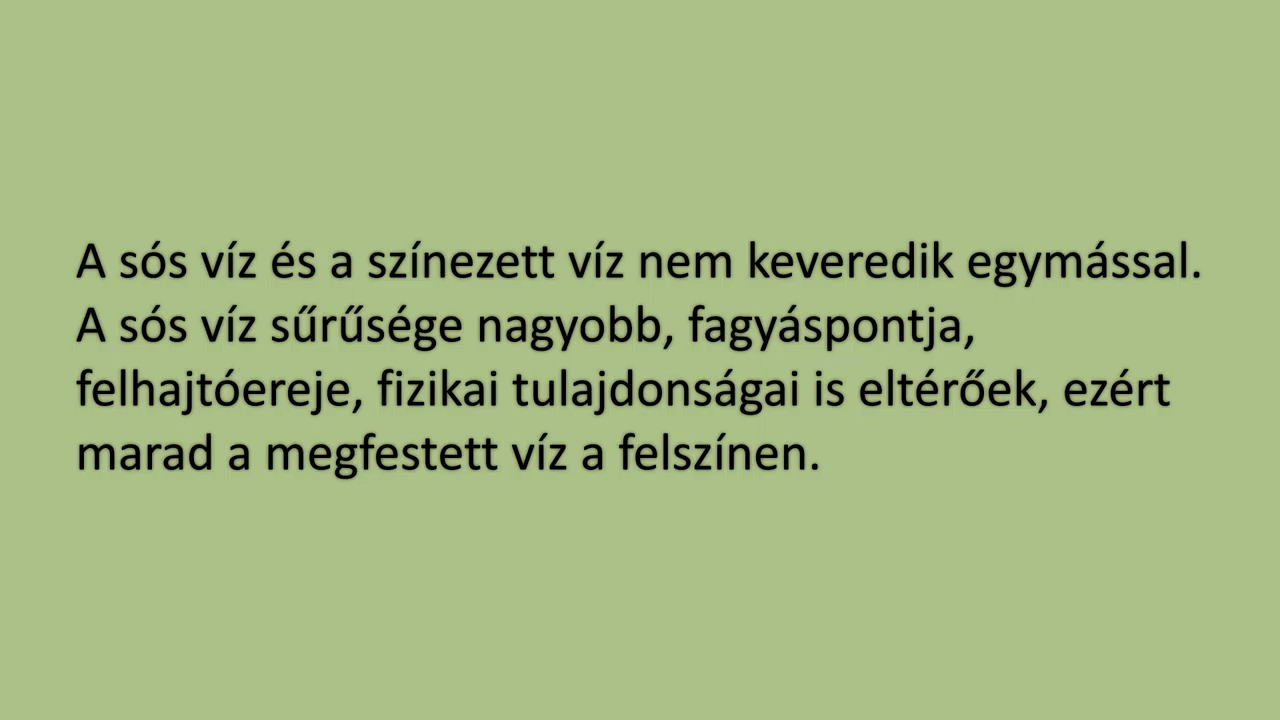 A sós víz és a színezett víz nem keveredik egymással.
A sós víz sűrűsége nagyobb, fagyáspontja,
felhajtóereje, fizikai tulajdonságai is eltérőek, ezért
marad a megfestett víz a felszínen.